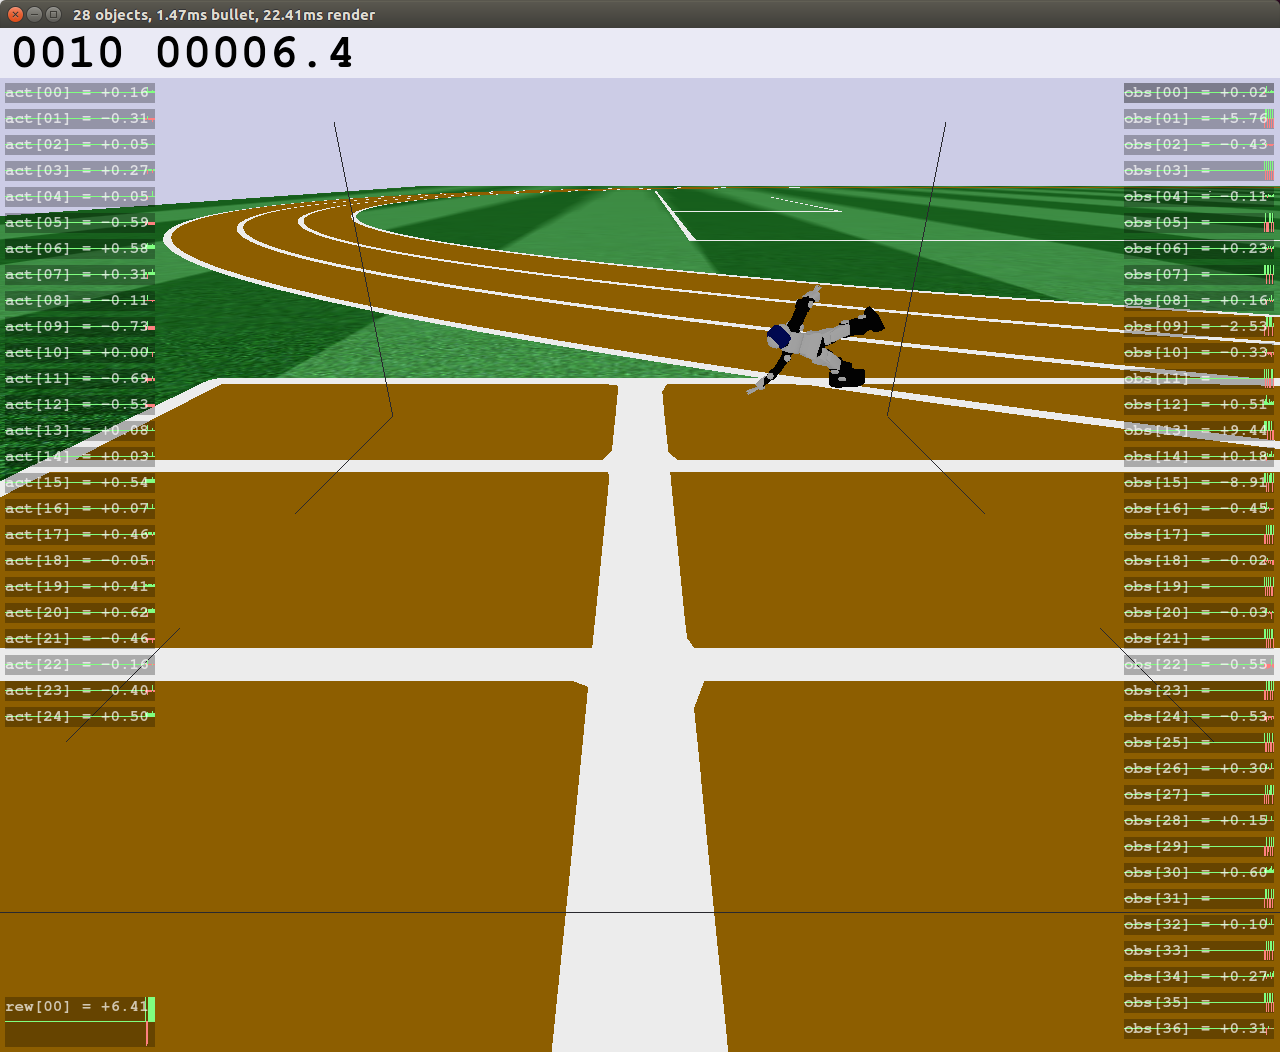 28 objects, 1.47ms bullet, 22.41ms render
0010 00006.4
act[00] = +0.16
act[01] = -0.31
act[02] = +0.05
act[03] = +0.27
act[04] = +0.05
act[05] = -0.59
act[06] = +0.58
act[07] = +0.31
act[08] = -0.11
act[09] = -0.73
act[10] = +0.00
act[11] = -0.69
act[12] = -0.53
act[13] = +0.08
act[14] = +0.03
act[15] = +0.54
act[16] = +0.07
act[17] = +0.46
act[18] = -0.05
act[19] = +0.41
act[20] = +0.62
act[21] = -0.46
act[22] = -0.16
act[23] = -0.40
act[24] = +0.50
rew[00] = +6.41
obs[00] = +0.02
obs[01] = +5.76
obs[02] = -0.43
obs[03] =
obs[04] = -0.11
obs[05] =
obs[06] = +0.23
obs[07] =
obs[08] = +0.16
obs[09] = -2.53
obs[10] = -0.33
obs[11] =
obs[12] = +0.51
obs[13] = +9.44
obs[14] = +0.18
obs[15] = -8.91
obs[16] = -0.45
obs[17] =
obs[18] = -0.02
obs[19] =
obs[20] = -0.03
obs[21] =
obs[22] = -0.55
obs[23] =
obs[24] = -0.53
obs[25] =
obs[26] = +0.30
obs[27] =
obs[28] = +0.15
obs[29] =
obs[30] = +0.60
obs[31] =
obs[32] = +0.10
obs[33] =
obs[34] = +0.27
obs[35] =
obs[36] = +0.31